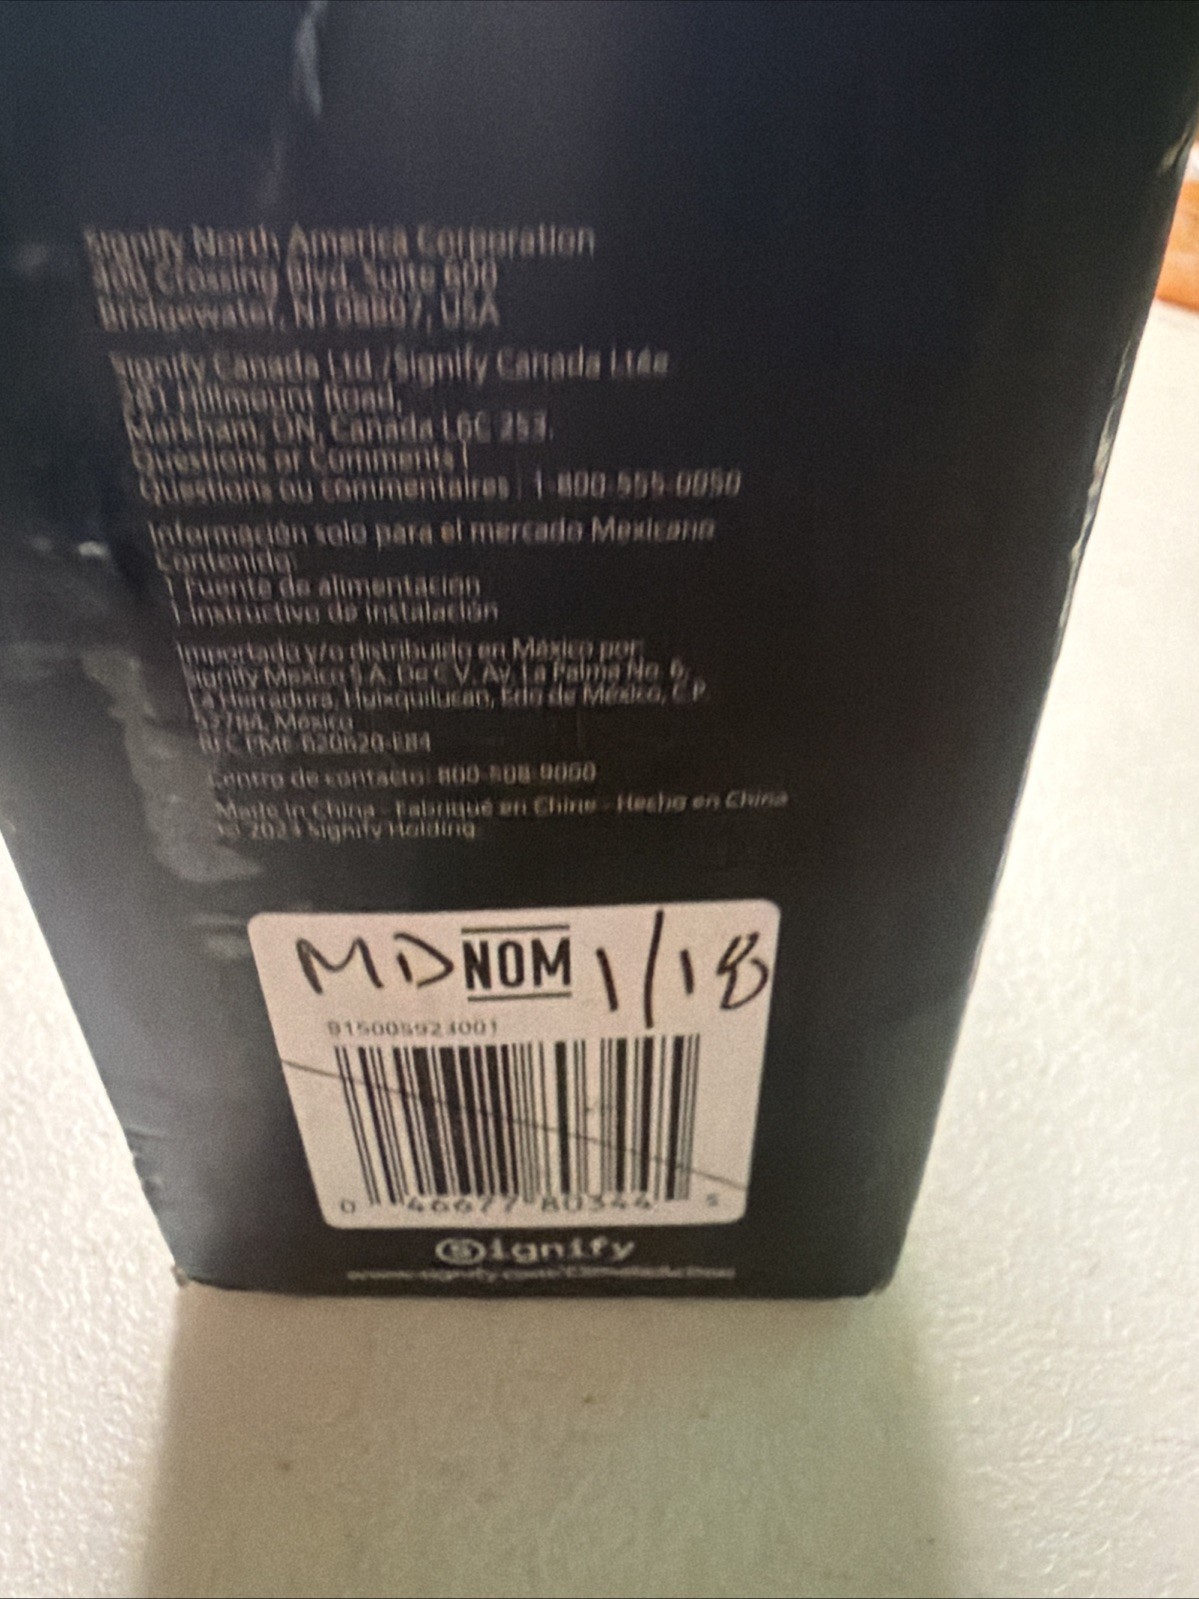 Signify North America Corporation
400 Crossing Blvd, Suite 600
Bridgewater, NJ 08807, USA
Signify Canada Ltd./Signify Canada Ltée
281 Hillmount Road,
Markham, ON, Canada L6C 2S3.
Questions or Comments |
Questions ou commentaires | 1-800-555-0050
Información solo para el mercado Mexicano
Contenido:
1 Fuente de alimentación
1 Instructivo de instalación
Importado y/o distribuido en México por:
Signify México S.A. De C.V. Av. La Palma No. 6,
La Herradura, Huixquilucan, Edo de México, C.P.
52784, México
RFC PME-620620-E84
Centro de contacto: 800-508-9000
Made in China - Fabriqué en Chine - Hecho en China
© 2023 Signify Holding
MD NOM 1/18
915005923001
0 46677 80344 5
Signify